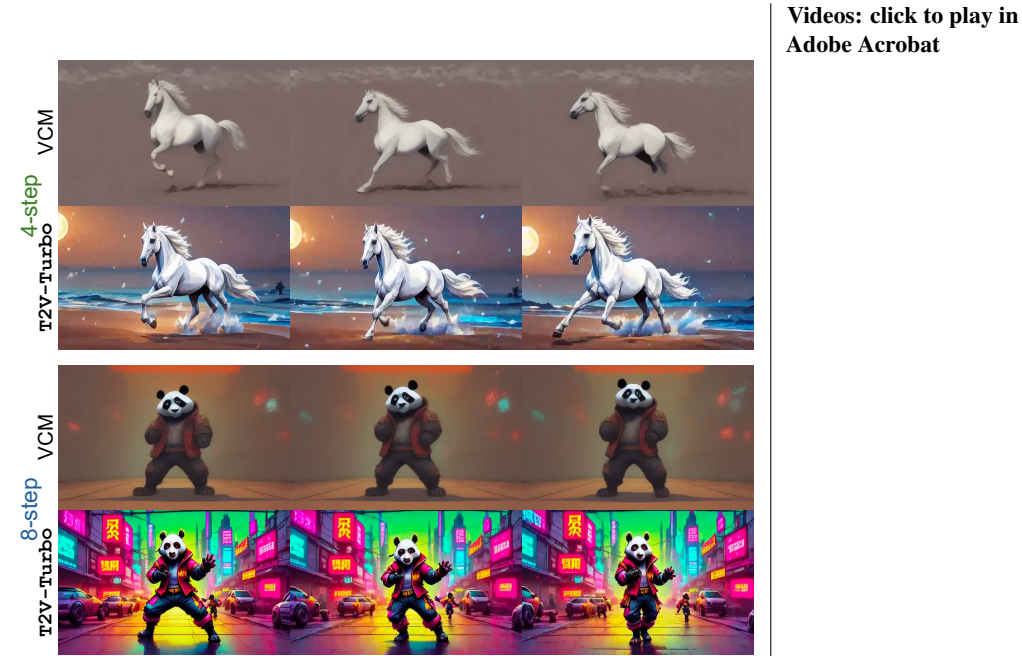 Videos: click to play in
Adobe Acrobat
4-step
VCM
T2V-Turbo
8-step
VCM
T2V-Turbo